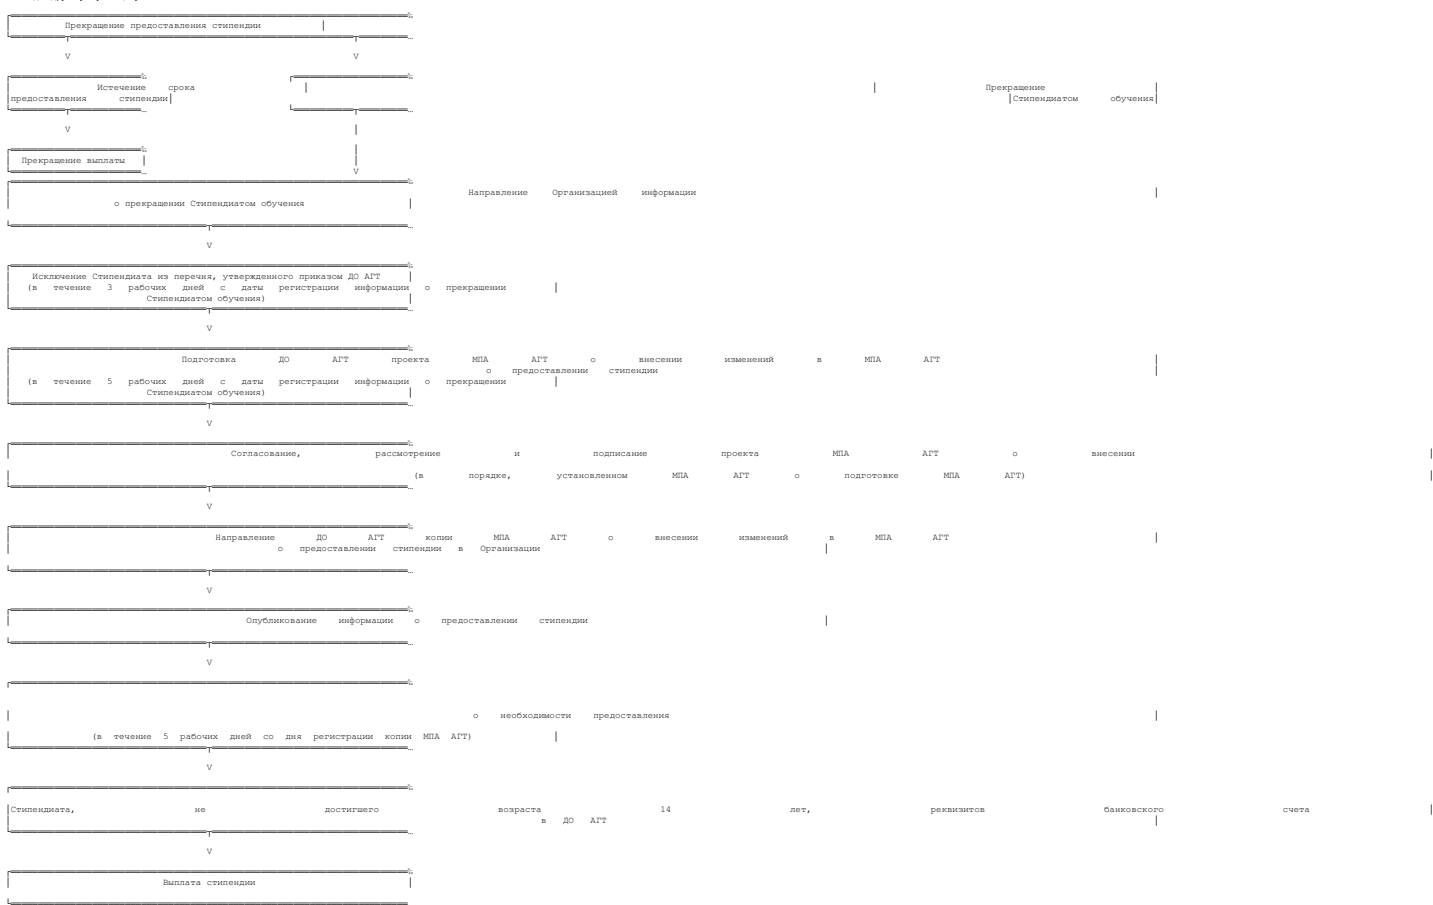 Прекращение предоставления стипендии
V V
Истечение срока Прекращение
предоставления стипендии Стипендиатом обучения
V
Прекращение выплаты
V
Направление Организацией информации
о прекращении Стипендиатом обучения
V
Исключение Стипендиата из перечня, утвержденного приказом ДО АГТ
(в течение 3 рабочих дней с даты регистрации информации о прекращении
Стипендиатом обучения)
V
Подготовка ДО АГТ проекта МПА АГТ о внесении изменений в МПА АГТ
о предоставлении стипендии
(в течение 5 рабочих дней с даты регистрации информации о прекращении
Стипендиатом обучения)
V
Согласование, рассмотрение и подписание проекта МПА АГТ о внесении
(в порядке, установленном МПА АГТ о подготовке МПА АГТ)
V
Направление ДО АГТ копии МПА АГТ о внесении изменений в МПА АГТ
о предоставлении стипендии в Организации
V
Опубликование информации о предоставлении стипендии
V
о необходимости предоставления
(в течение 5 рабочих дней со дня регистрации копии МПА АГТ)
V
Стипендиата, не достигшего возраста 14 лет, реквизитов банковского счета
в ДО АГТ
V
Выплата стипендии